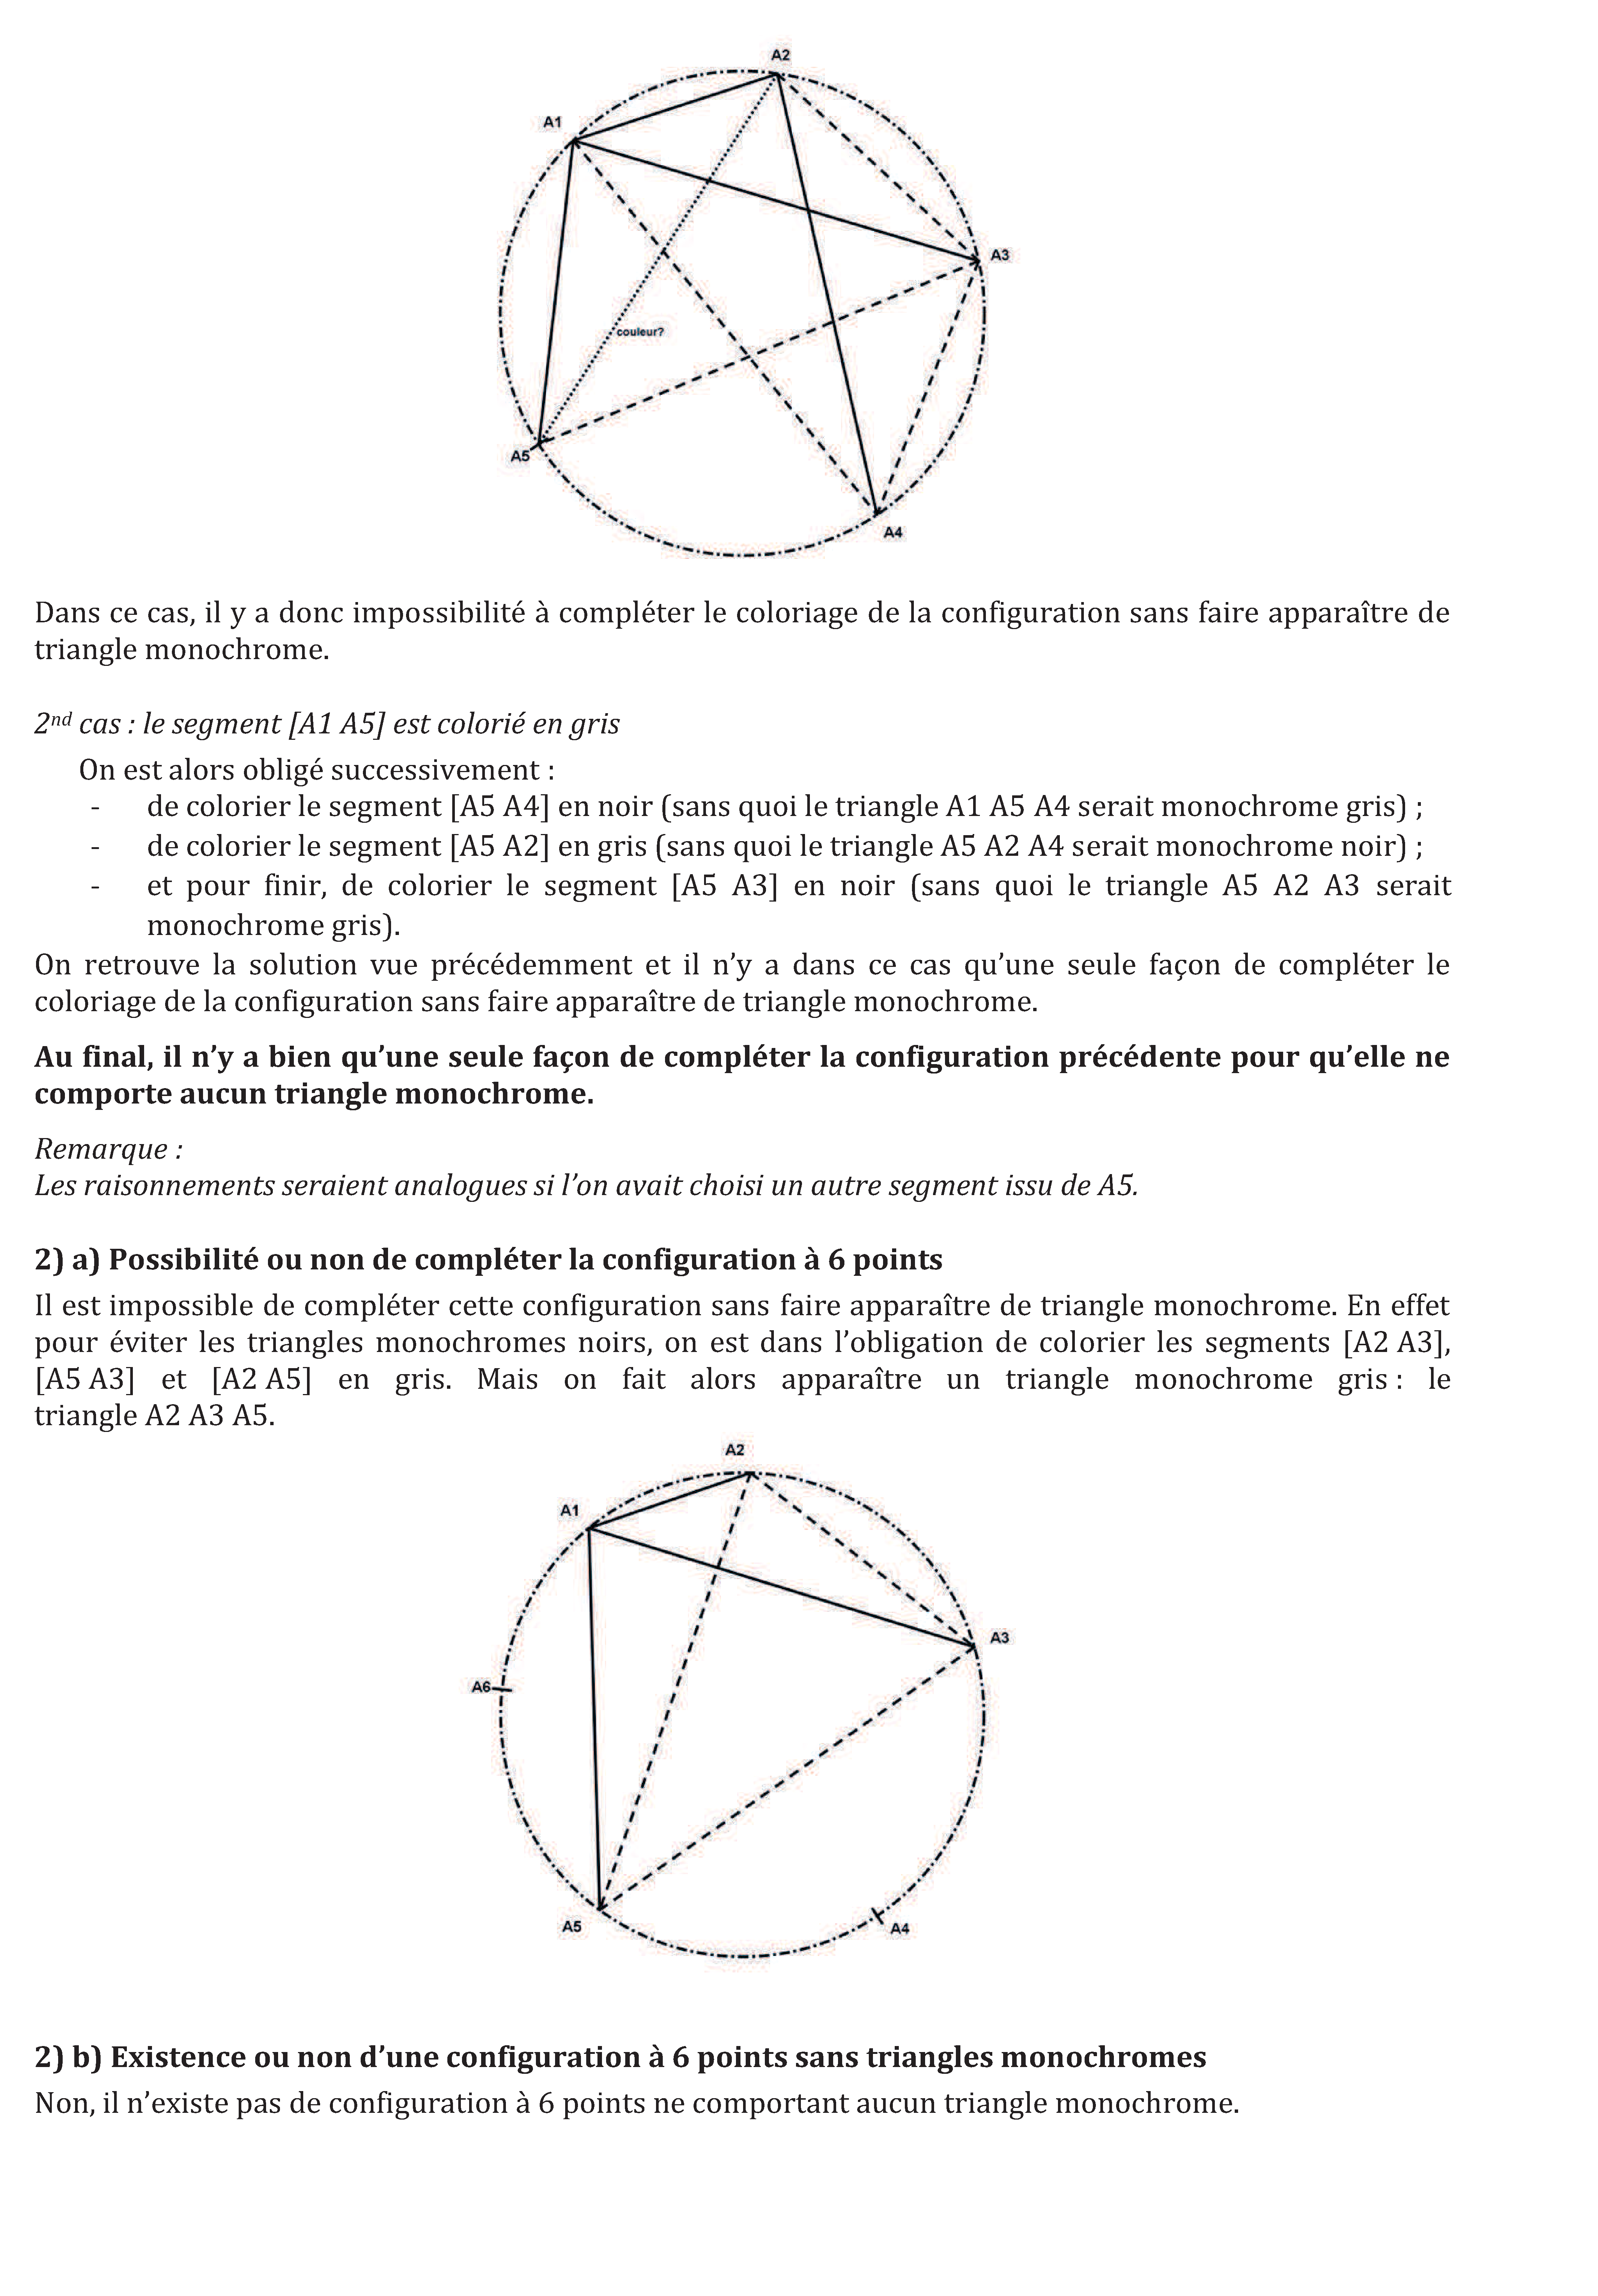 A2
A1
A3
couleur?
A5
A4
Dans ce cas, il y a donc impossibilité à compléter le coloriage de la configuration sans faire apparaître de
triangle monochrome.
2nd cas : le segment [A1 A5] est colorié en gris
On est alors obligé successivement :
- de colorier le segment [A5 A4] en noir (sans quoi le triangle A1 A5 A4 serait monochrome gris) ;
- de colorier le segment [A5 A2] en gris (sans quoi le triangle A5 A2 A4 serait monochrome noir) ;
- et pour finir, de colorier le segment [A5 A3] en noir (sans quoi le triangle A5 A2 A3 serait
monochrome gris).
On retrouve la solution vue précédemment et il n’y a dans ce cas qu’une seule façon de compléter le
coloriage de la configuration sans faire apparaître de triangle monochrome.
Au final, il n’y a bien qu’une seule façon de compléter la configuration précédente pour qu’elle ne
comporte aucun triangle monochrome.
Remarque :
Les raisonnements seraient analogues si l’on avait choisi un autre segment issu de A5.
2) a) Possibilité ou non de compléter la configuration à 6 points
Il est impossible de compléter cette configuration sans faire apparaître de triangle monochrome. En effet
pour éviter les triangles monochromes noirs, on est dans l’obligation de colorier les segments [A2 A3],
[A5 A3] et [A2 A5] en gris. Mais on fait alors apparaître un triangle monochrome gris : le
triangle A2 A3 A5.
A2
A1
A3
A6
A5
A4
2) b) Existence ou non d’une configuration à 6 points sans triangles monochromes
Non, il n’existe pas de configuration à 6 points ne comportant aucun triangle monochrome.